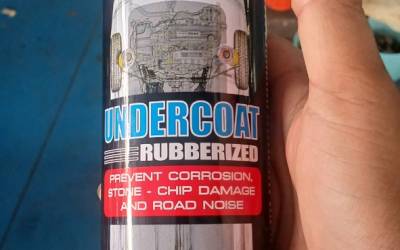 UNDERCOAT
RUBBERIZED
PREVENT CORROSION,
STONE - CHIP DAMAGE
AND ROAD NOISE